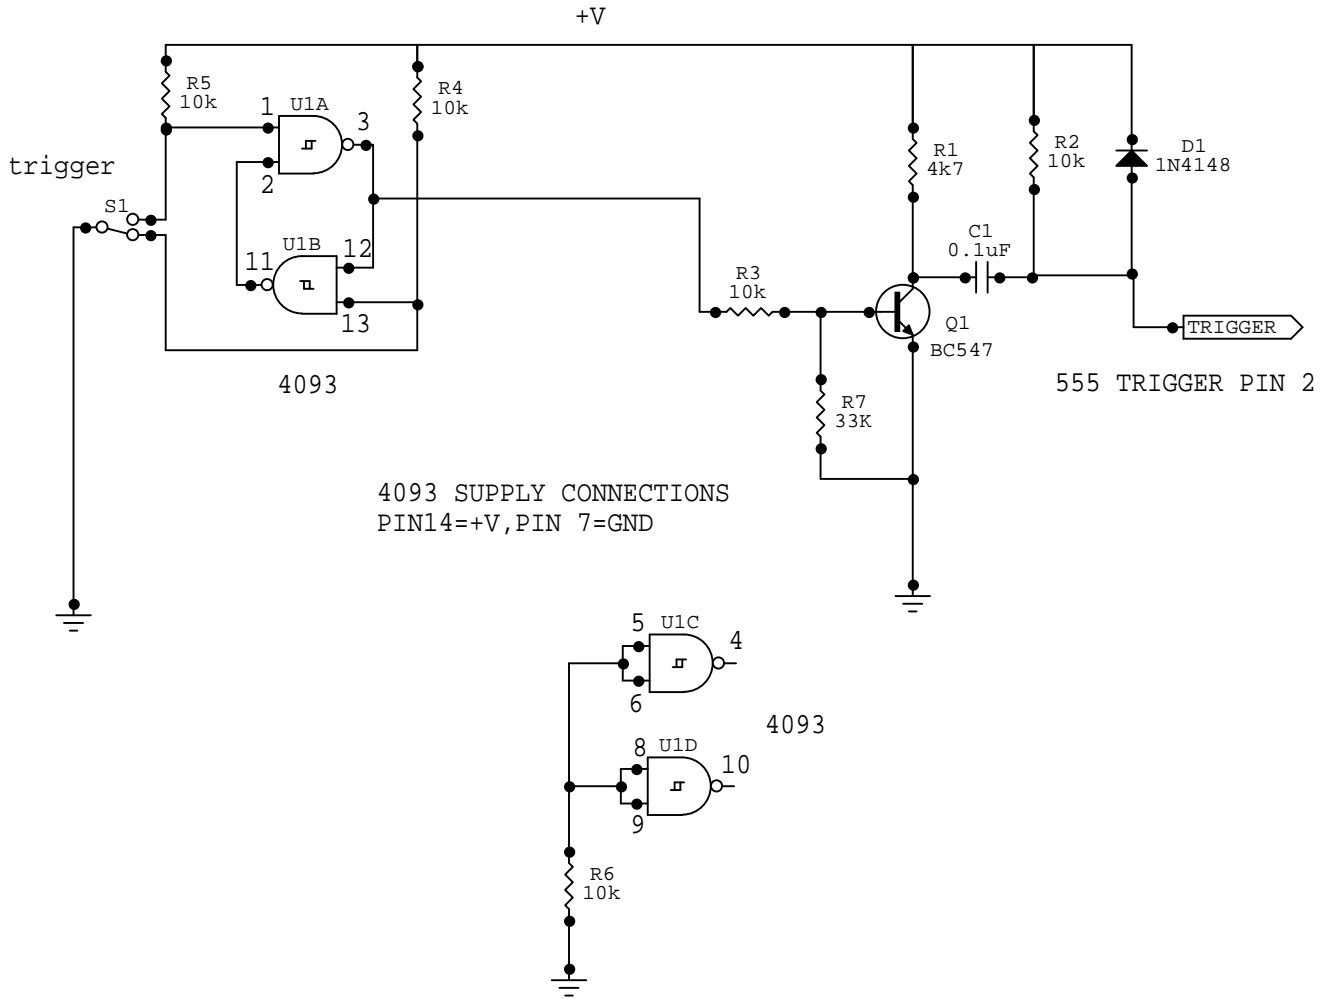 +V
R5
10k
R4
10k
1
U1A
3
2
trigger
S1
U1B
11
12
13
4093
R3
10k
R1
4k7
R2
10k
D1
1N4148
C1
0.1uF
Q1
BC547
TRIGGER
555 TRIGGER PIN 2
R7
33K
4093 SUPPLY CONNECTIONS
PIN14=+V,PIN 7=GND
5
U1C
4
6
4093
8
U1D
10
9
R6
10k